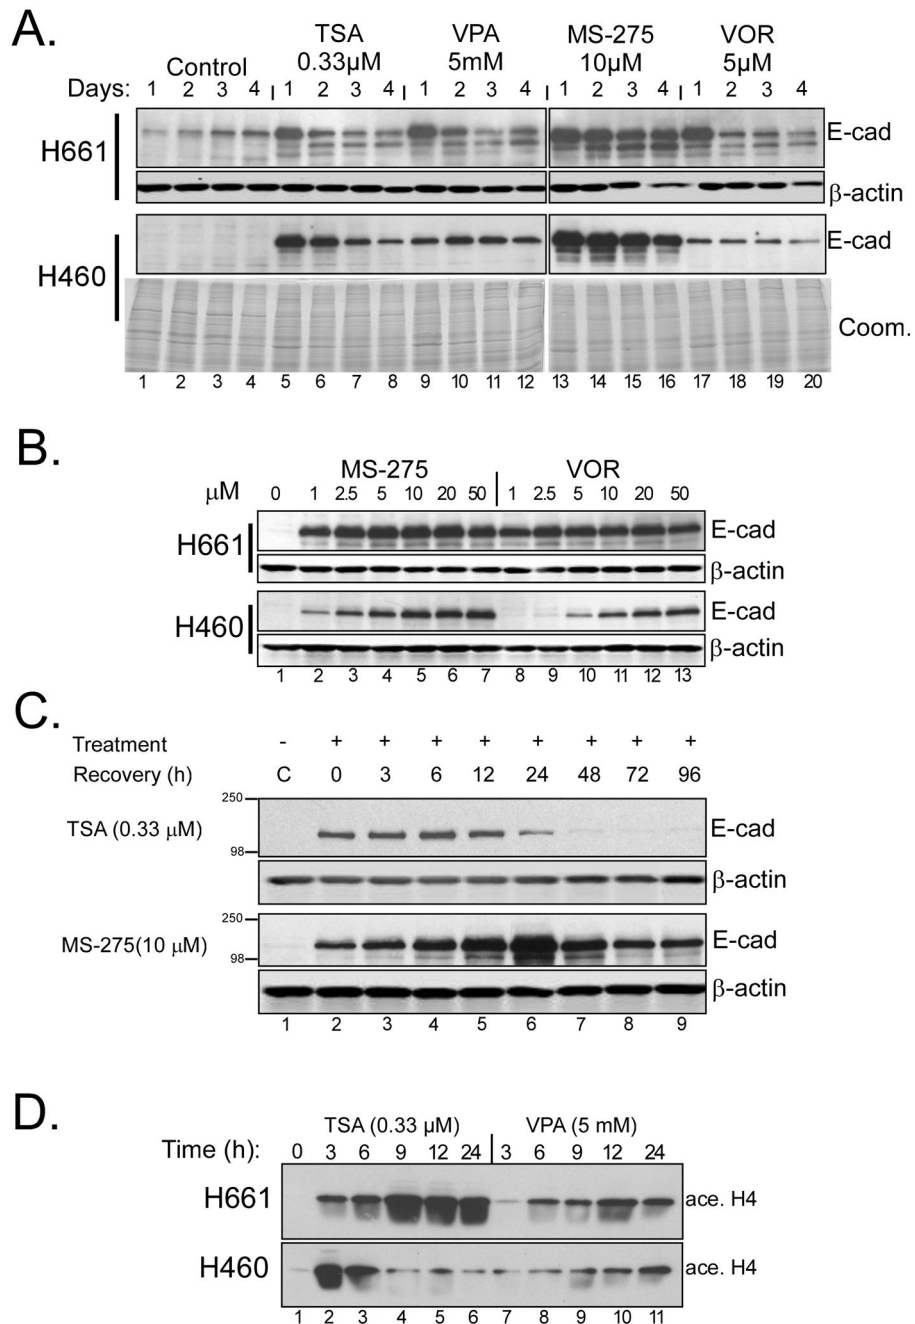 A.
TSA VPA MS-275 VOR
Control 0.33µM 5mM 10µM 5µM
Days: 1 2 3 4 1 2 3 4 1 2 3 4 1 2 3 4 1 2 3 4
H661 E-cad
β-actin
H460 E-cad
Coom.
1 2 3 4 5 6 7 8 9 10 11 12 13 14 15 16 17 18 19 20
B.
MS-275 VOR
µM 0 1 2.5 5 10 20 50 1 2.5 5 10 20 50
H661 E-cad
β-actin
H460 E-cad
β-actin
1 2 3 4 5 6 7 8 9 10 11 12 13
C.
Treatment - + + + + + + + +
Recovery (h) C 0 3 6 12 24 48 72 96
250
TSA (0.33 µM) E-cad
98
β-actin
250
MS-275(10 µM) E-cad
98
β-actin
1 2 3 4 5 6 7 8 9
D.
TSA (0.33 µM) VPA (5 mM)
Time (h): 0 3 6 9 12 24 3 6 9 12 24
H661 ace. H4
H460 ace. H4
1 2 3 4 5 6 7 8 9 10 11